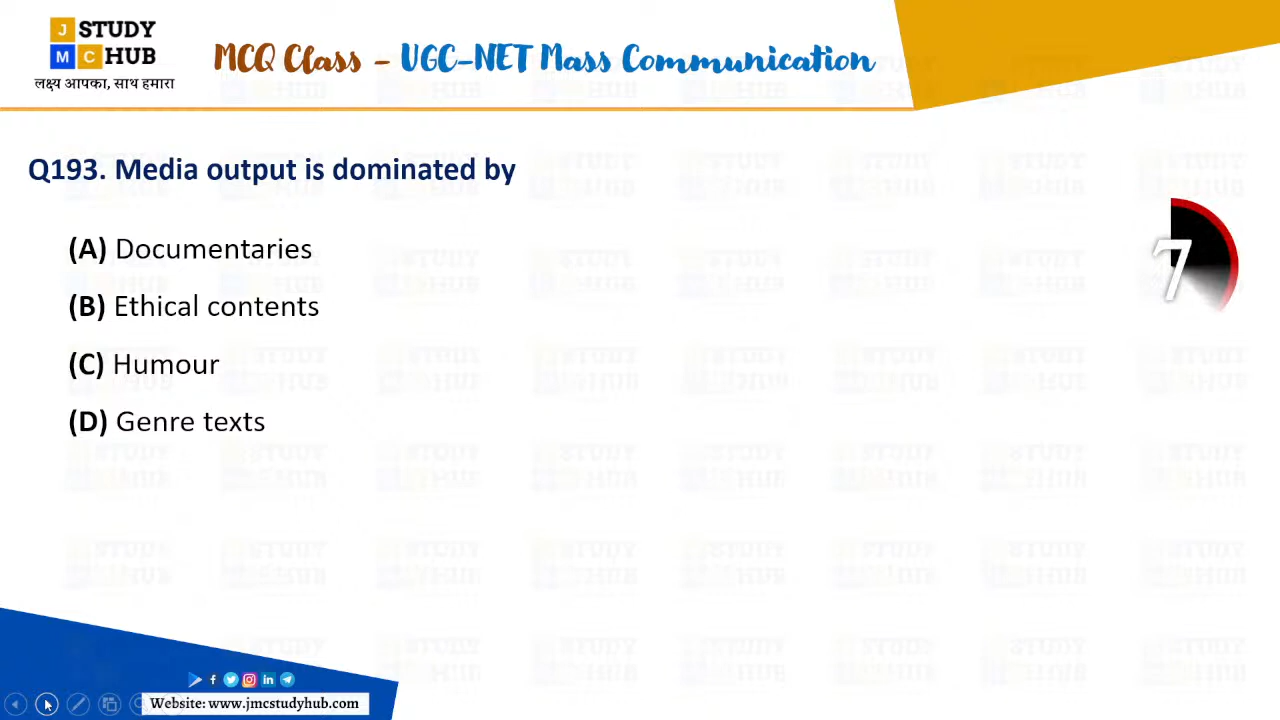 J STUDY
M C HUB
लक्ष्य आपका, साथ हमारा
MCQ Class - UGC-NET Mass Communication
Q193. Media output is dominated by
(A) Documentaries
(B) Ethical contents
(C) Humour
(D) Genre texts
7
Website: www.jmcstudyhub.com